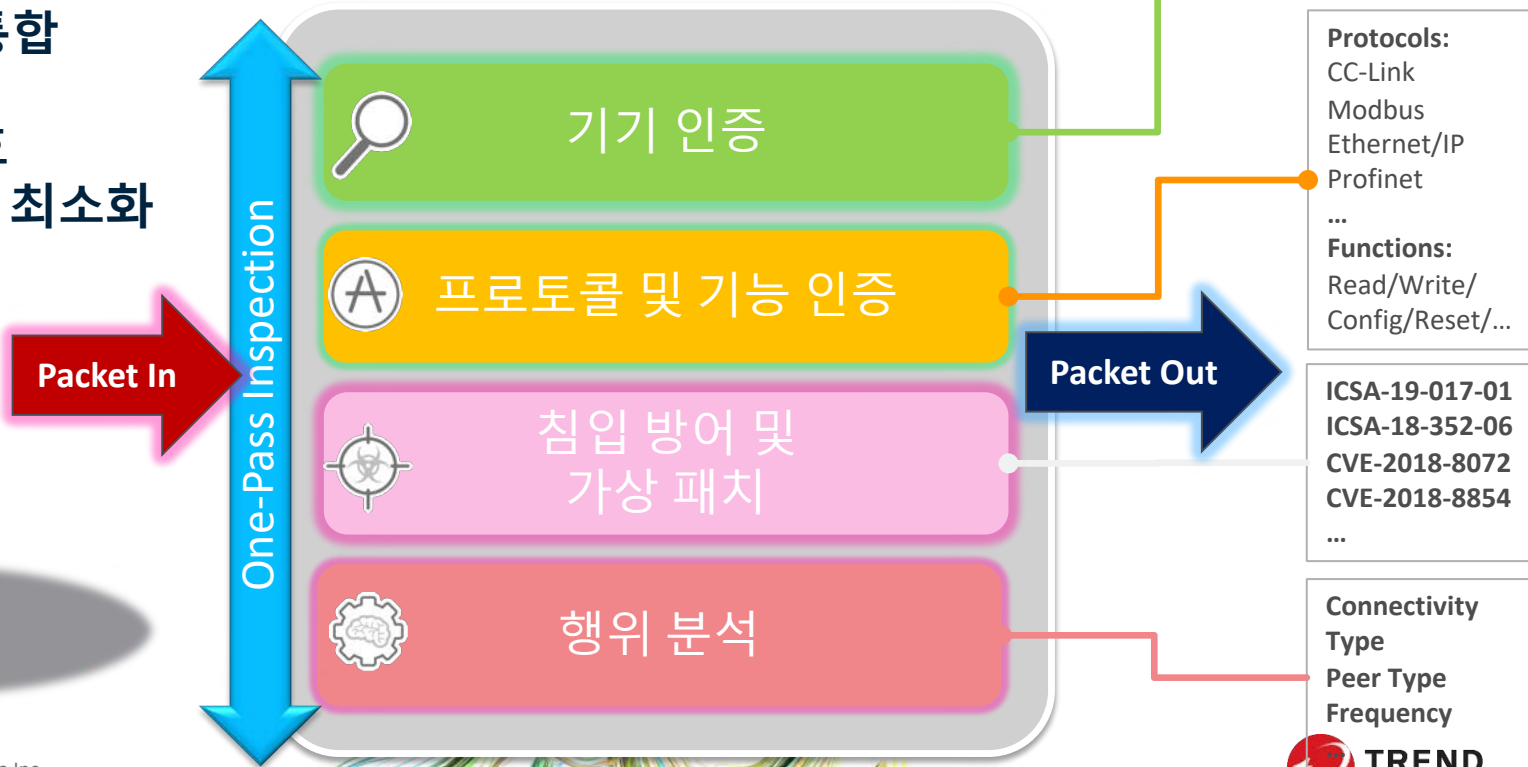 통합
최소화
Packet In
One-Pass Inspection
기기 인증
프로토콜 및 기능 인증
침입 방어 및
가상 패치
행위 분석
Packet Out
Protocols:
CC-Link
Modbus
Ethernet/IP
Profinet
...
Functions:
Read/Write/
Config/Reset/...
ICSA-19-017-01
ICSA-18-352-06
CVE-2018-8072
CVE-2018-8854
...
Connectivity
Type
Peer Type
Frequency
...
TREND